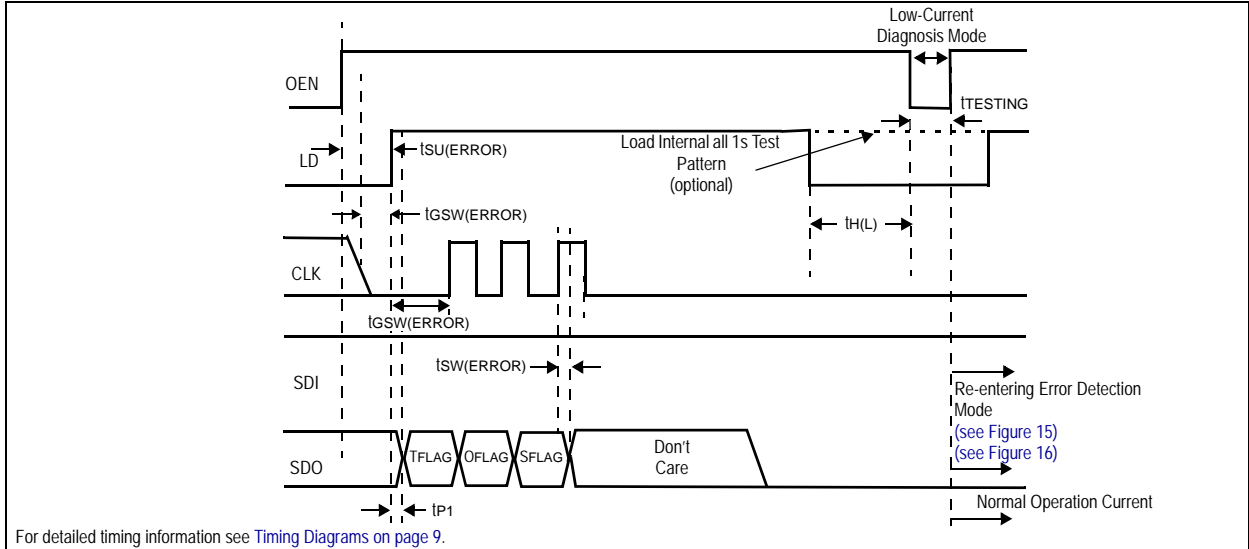 Low-Current
Diagnosis Mode
OEN
tTESTING
LD
tSU(ERROR)
Load Internal all 1s Test
Pattern
(optional)
tGSW(ERROR)
tH(L)
CLK
tGSW(ERROR)
tSW(ERROR)
SDI
Re-entering Error Detection
Mode
(see Figure 15)
(see Figure 16)
SDO
TFLAG
OFLAG
SFLAG
Don't
Care
tP1
Normal Operation Current
For detailed timing information see Timing Diagrams on page 9.